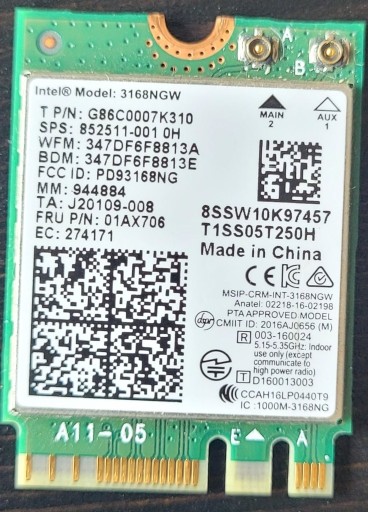 A
B
Intel® Model: 3168NGW
T P/N: G86C0007K310
SPS: 852511-001 0H
WFM: 347DF6F8813A
BDM: 347DF6F8813E
FCC ID: PD93168NG
MM: 944884
TA: J20109-008
FRU P/N: 01AX706
EC: 274171
MAIN
2
AUX
1
8SSW10K97457
T1SS05T250H
Made in China
MSIP-CRM-INT-3168NGW
Anatel: 02218-16-02198
PTA APPROVED MODEL
CMIIT ID: 2016AJ0656 (M)
R 003-160024
5.15-5.35GHz: Indoor
use only (except
communicate to
high power radio)
T D160013003
CCAH16LP0440T9
IC :1000M-3168NG
A11-05
E
A